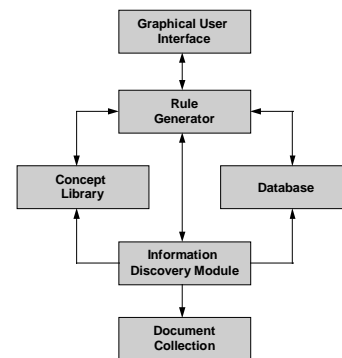 Graphical User
Interface
Rule
Generator
Concept
Library
Database
Information
Discovery Module
Document
Collection